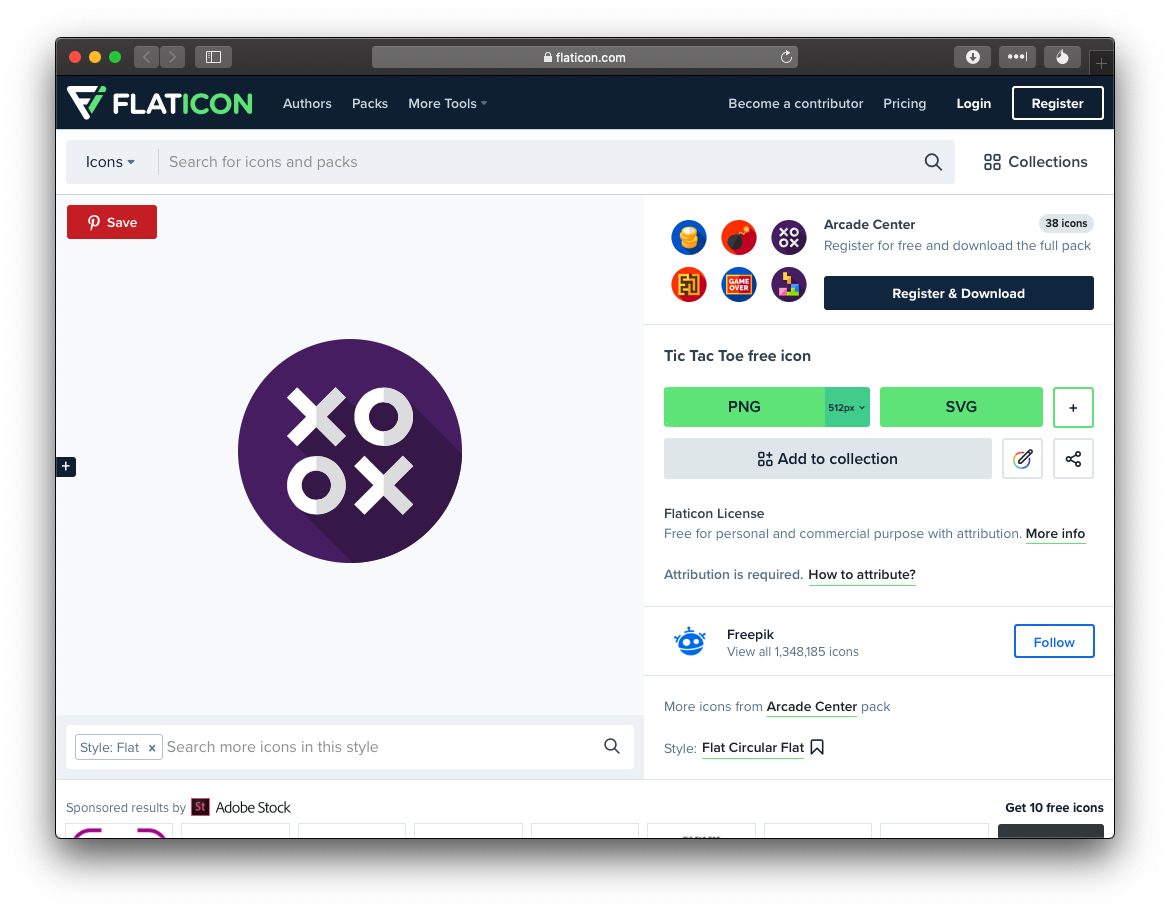 flaticon.com
FLATICON
Authors Packs More Tools
Become a contributor Pricing Login Register
Icons Search for icons and packs
Collections
Save
Arcade Center 38 icons
Register for free and download the full pack
GAME
OVER
Register & Download
Tic Tac Toe free icon
PNG 512px SVG +
Add to collection
XO
OX
+
Flaticon License
Free for personal and commercial purpose with attribution. More info
Attribution is required. How to attribute?
Freepik
View all 1,348,185 icons
Follow
More icons from Arcade Center pack
Style: Flat Circular Flat
Style: Flat × Search more icons in this style
Sponsored results by St Adobe Stock
Get 10 free icons